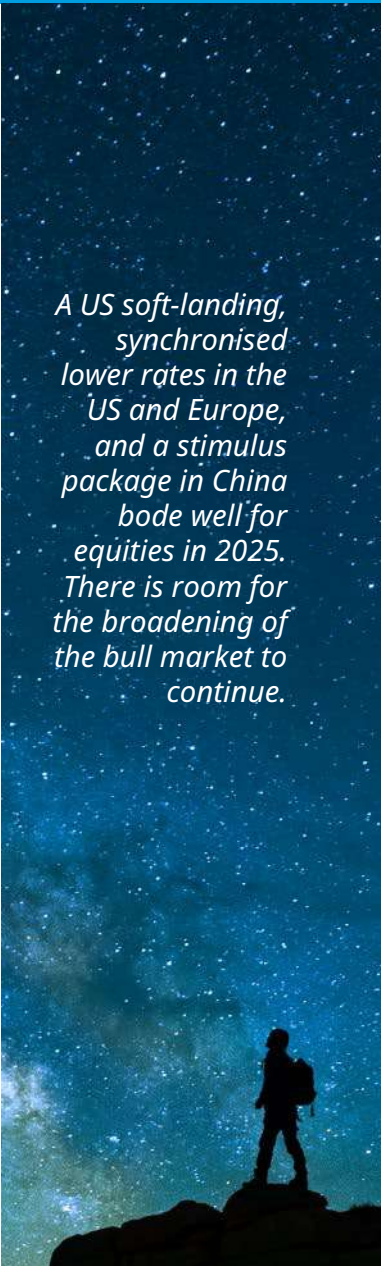 A US soft-landing,
synchronised
lower rates in the
US and Europe,
and a stimulus
package in China
bode well for
equities in 2025.
There is room for
the broadening of
the bull market to
continue.